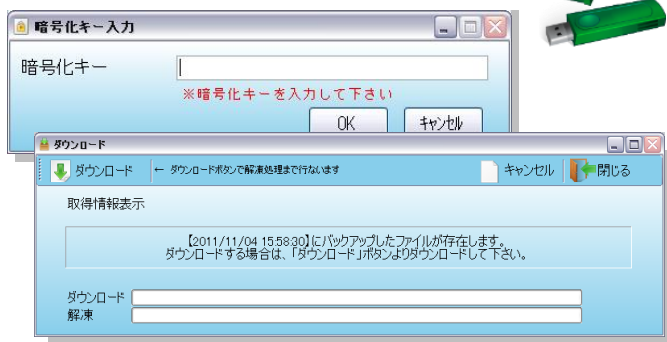 暗号化キー入力
暗号化キー
※暗号化キーを入力して下さい
OK キャンセル
ダウンロード
ダウンロード ← ダウンロードボタンで解凍処理まで行ないます キャンセル 閉じる
取得情報表示
【2011/11/04 15:58:30】にバックアップしたファイルが存在します。
ダウンロードする場合は、「ダウンロード」ボタンよりダウンロードして下さい。
ダウンロード
解凍